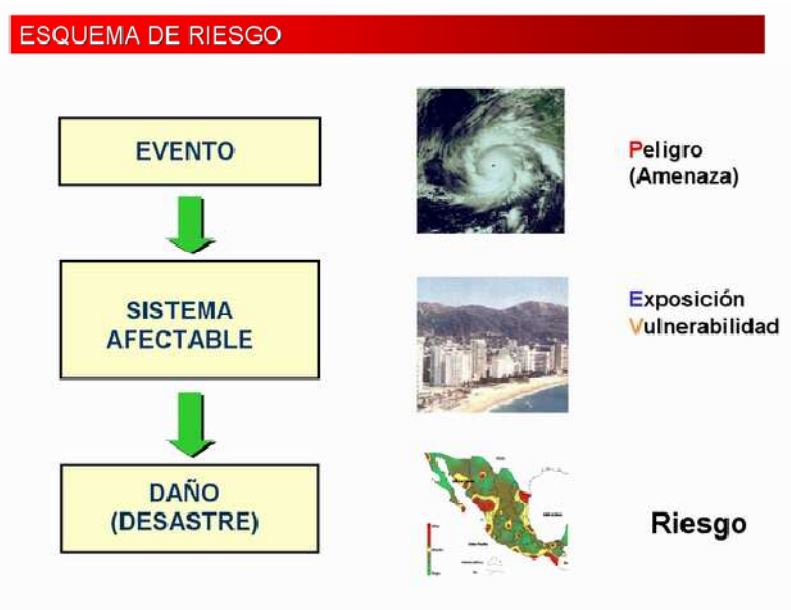 ESQUEMA DE RIESGO
EVENTO
Peligro
(Amenaza)
SISTEMA
AFECTABLE
Exposición
Vulnerabilidad
DAÑO
(DESASTRE)
Riesgo